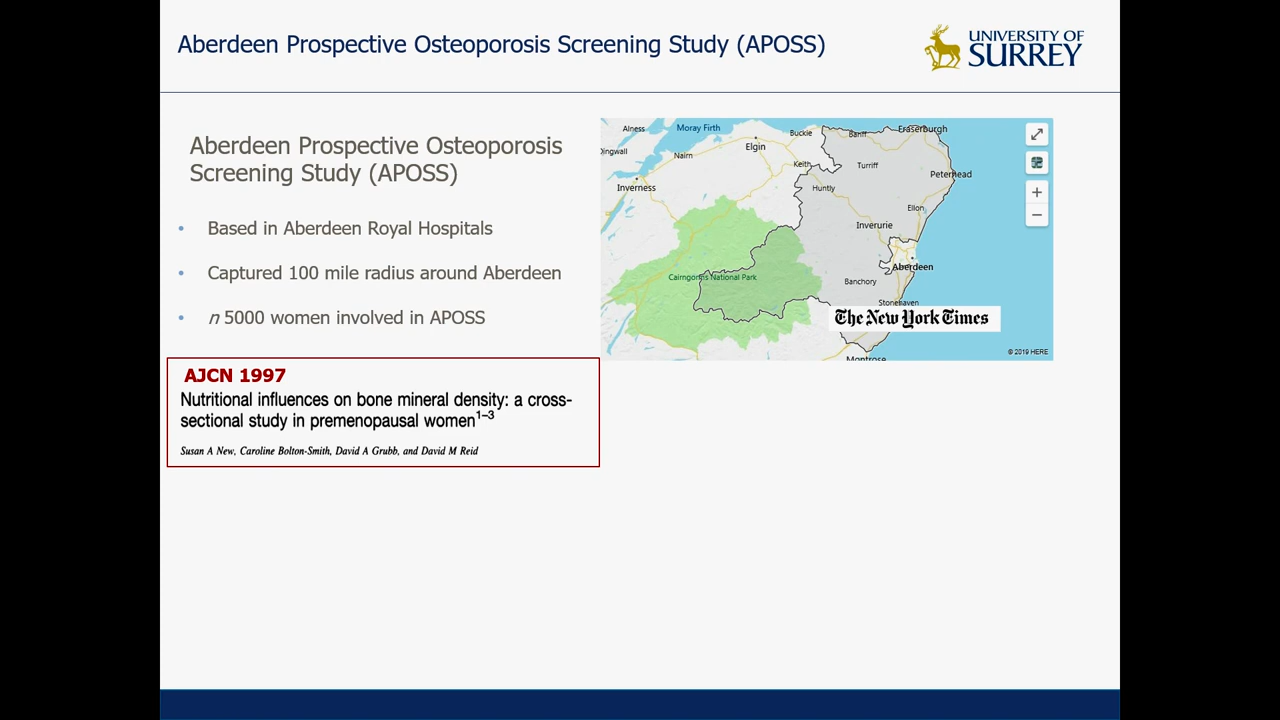 Aberdeen Prospective Osteoporosis Screening Study (APOSS)
UNIVERSITY OF
SURREY
Aberdeen Prospective Osteoporosis
Screening Study (APOSS)
• Based in Aberdeen Royal Hospitals
• Captured 100 mile radius around Aberdeen
• n 5000 women involved in APOSS
AJCN 1997
Nutritional influences on bone mineral density: a cross-
sectional study in premenopausal women1–3
Susan A New, Caroline Bolton-Smith, David A Grubb, and David M Reid
Alness
Moray Firth
Buckie
Banff
Fraserburgh
Dingwall
Nairn
Elgin
Keith
Turriff
Peterhead
Inverness
Huntly
Ellon
Inverurie
Aberdeen
Cairngorms National Park
Banchory
Stonehaven
The New York Times
© 2019 HERE
Montrose
+
−